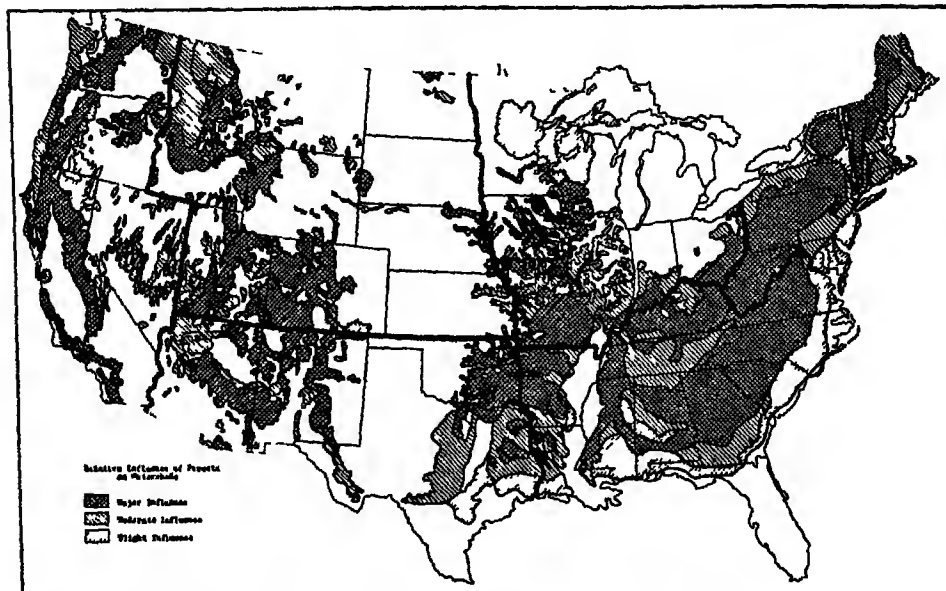 Relative Influence of Forests
on Watersheds
Major Influence
Moderate Influence
Slight Influence